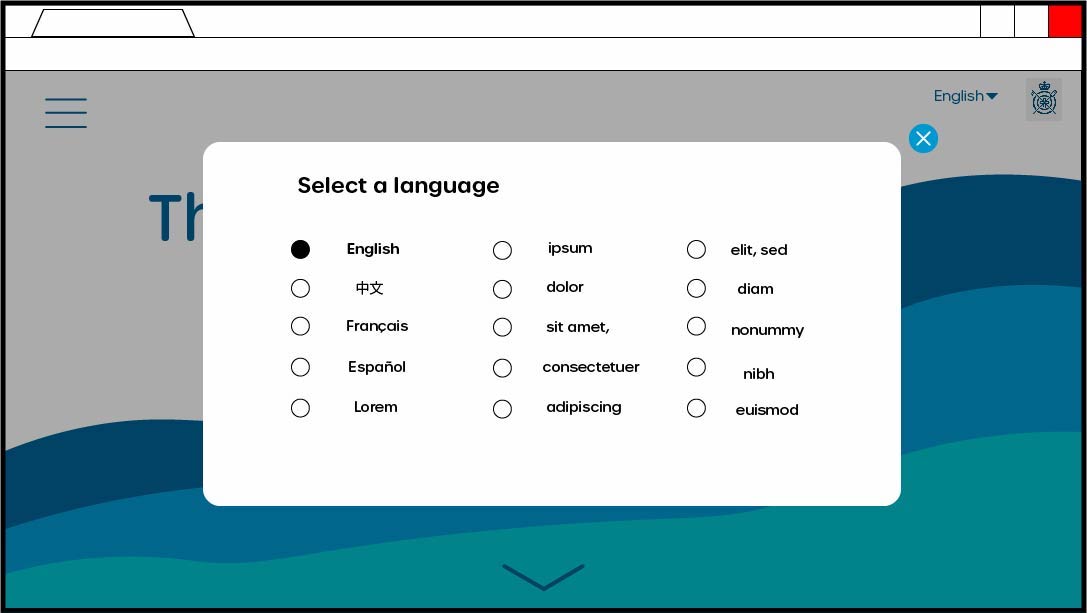 English
Th
Select a language
English
中文
Français
Español
Lorem
ipsum
dolor
sit amet,
consectetuer
adipiscing
elit, sed
diam
nonummy
nibh
euismod